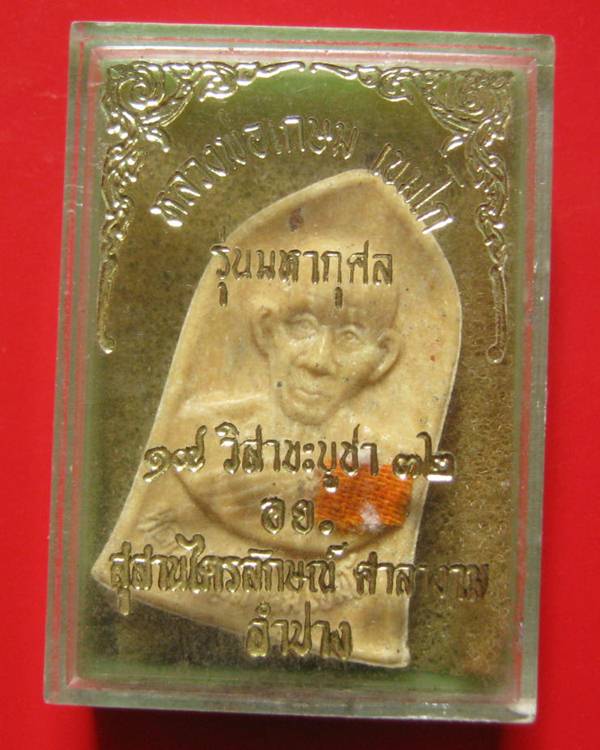 หลวงพ่อเกษม เขมโก
รุ่นมหากุศล
๑๗ วิสาขะบูชา ๓๒
อย.
สุสานไตรลักษณ์ ศาลางาม
ลำปาง